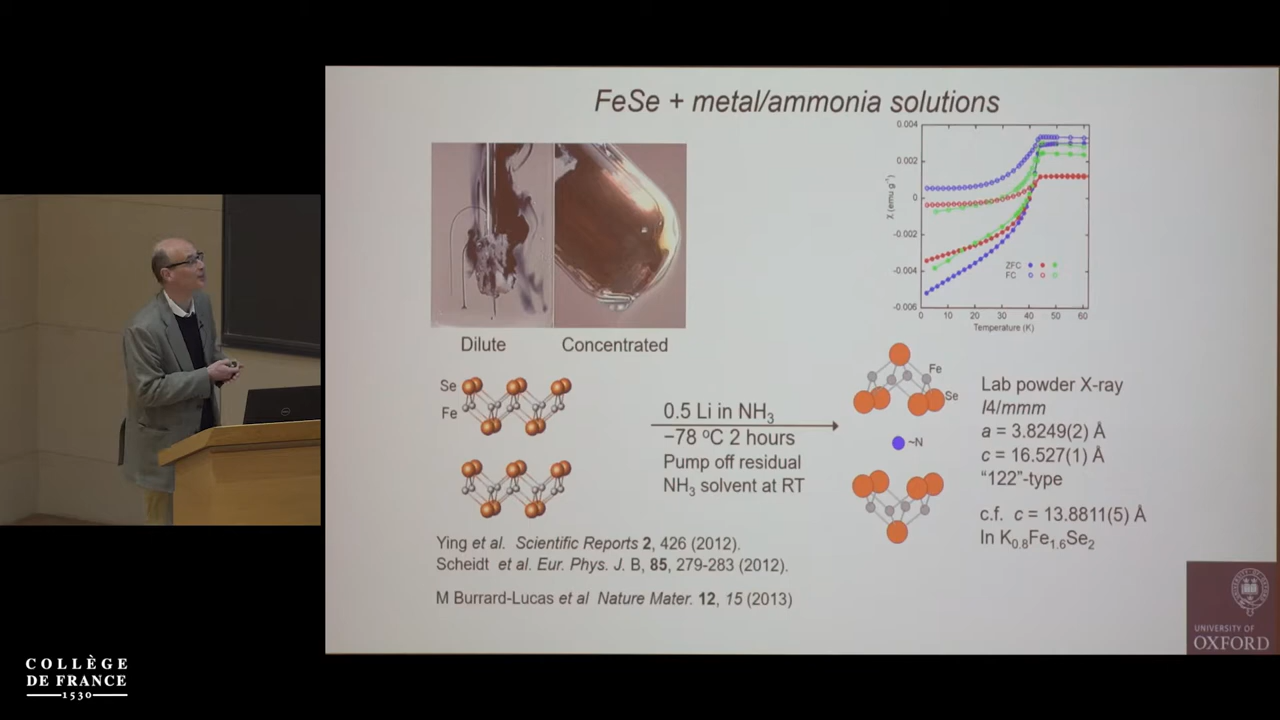 FeSe + metal/ammonia solutions
Dilute
Concentrated
0.004
0.002
0
-0.002
-0.004
-0.006
χ (emu g⁻¹)
ZFC
FC
0 10 20 30 40 50 60
Temperature (K)
Se
Fe
0.5 Li in NH₃
−78 ºC 2 hours
Pump off residual
NH₃ solvent at RT
Fe
Se
~N
Lab powder X-ray
I4/mmm
a = 3.8249(2) Å
c = 16.527(1) Å
“122”-type
c.f. c = 13.8811(5) Å
In K₀.₈Fe₁.₆Se₂
Ying et al. Scientific Reports 2, 426 (2012).
Scheidt et al. Eur. Phys. J. B, 85, 279-283 (2012).
M Burrard-Lucas et al Nature Mater. 12, 15 (2013)
UNIVERSITY OF
OXFORD
COLLÈGE
DE FRANCE
1530